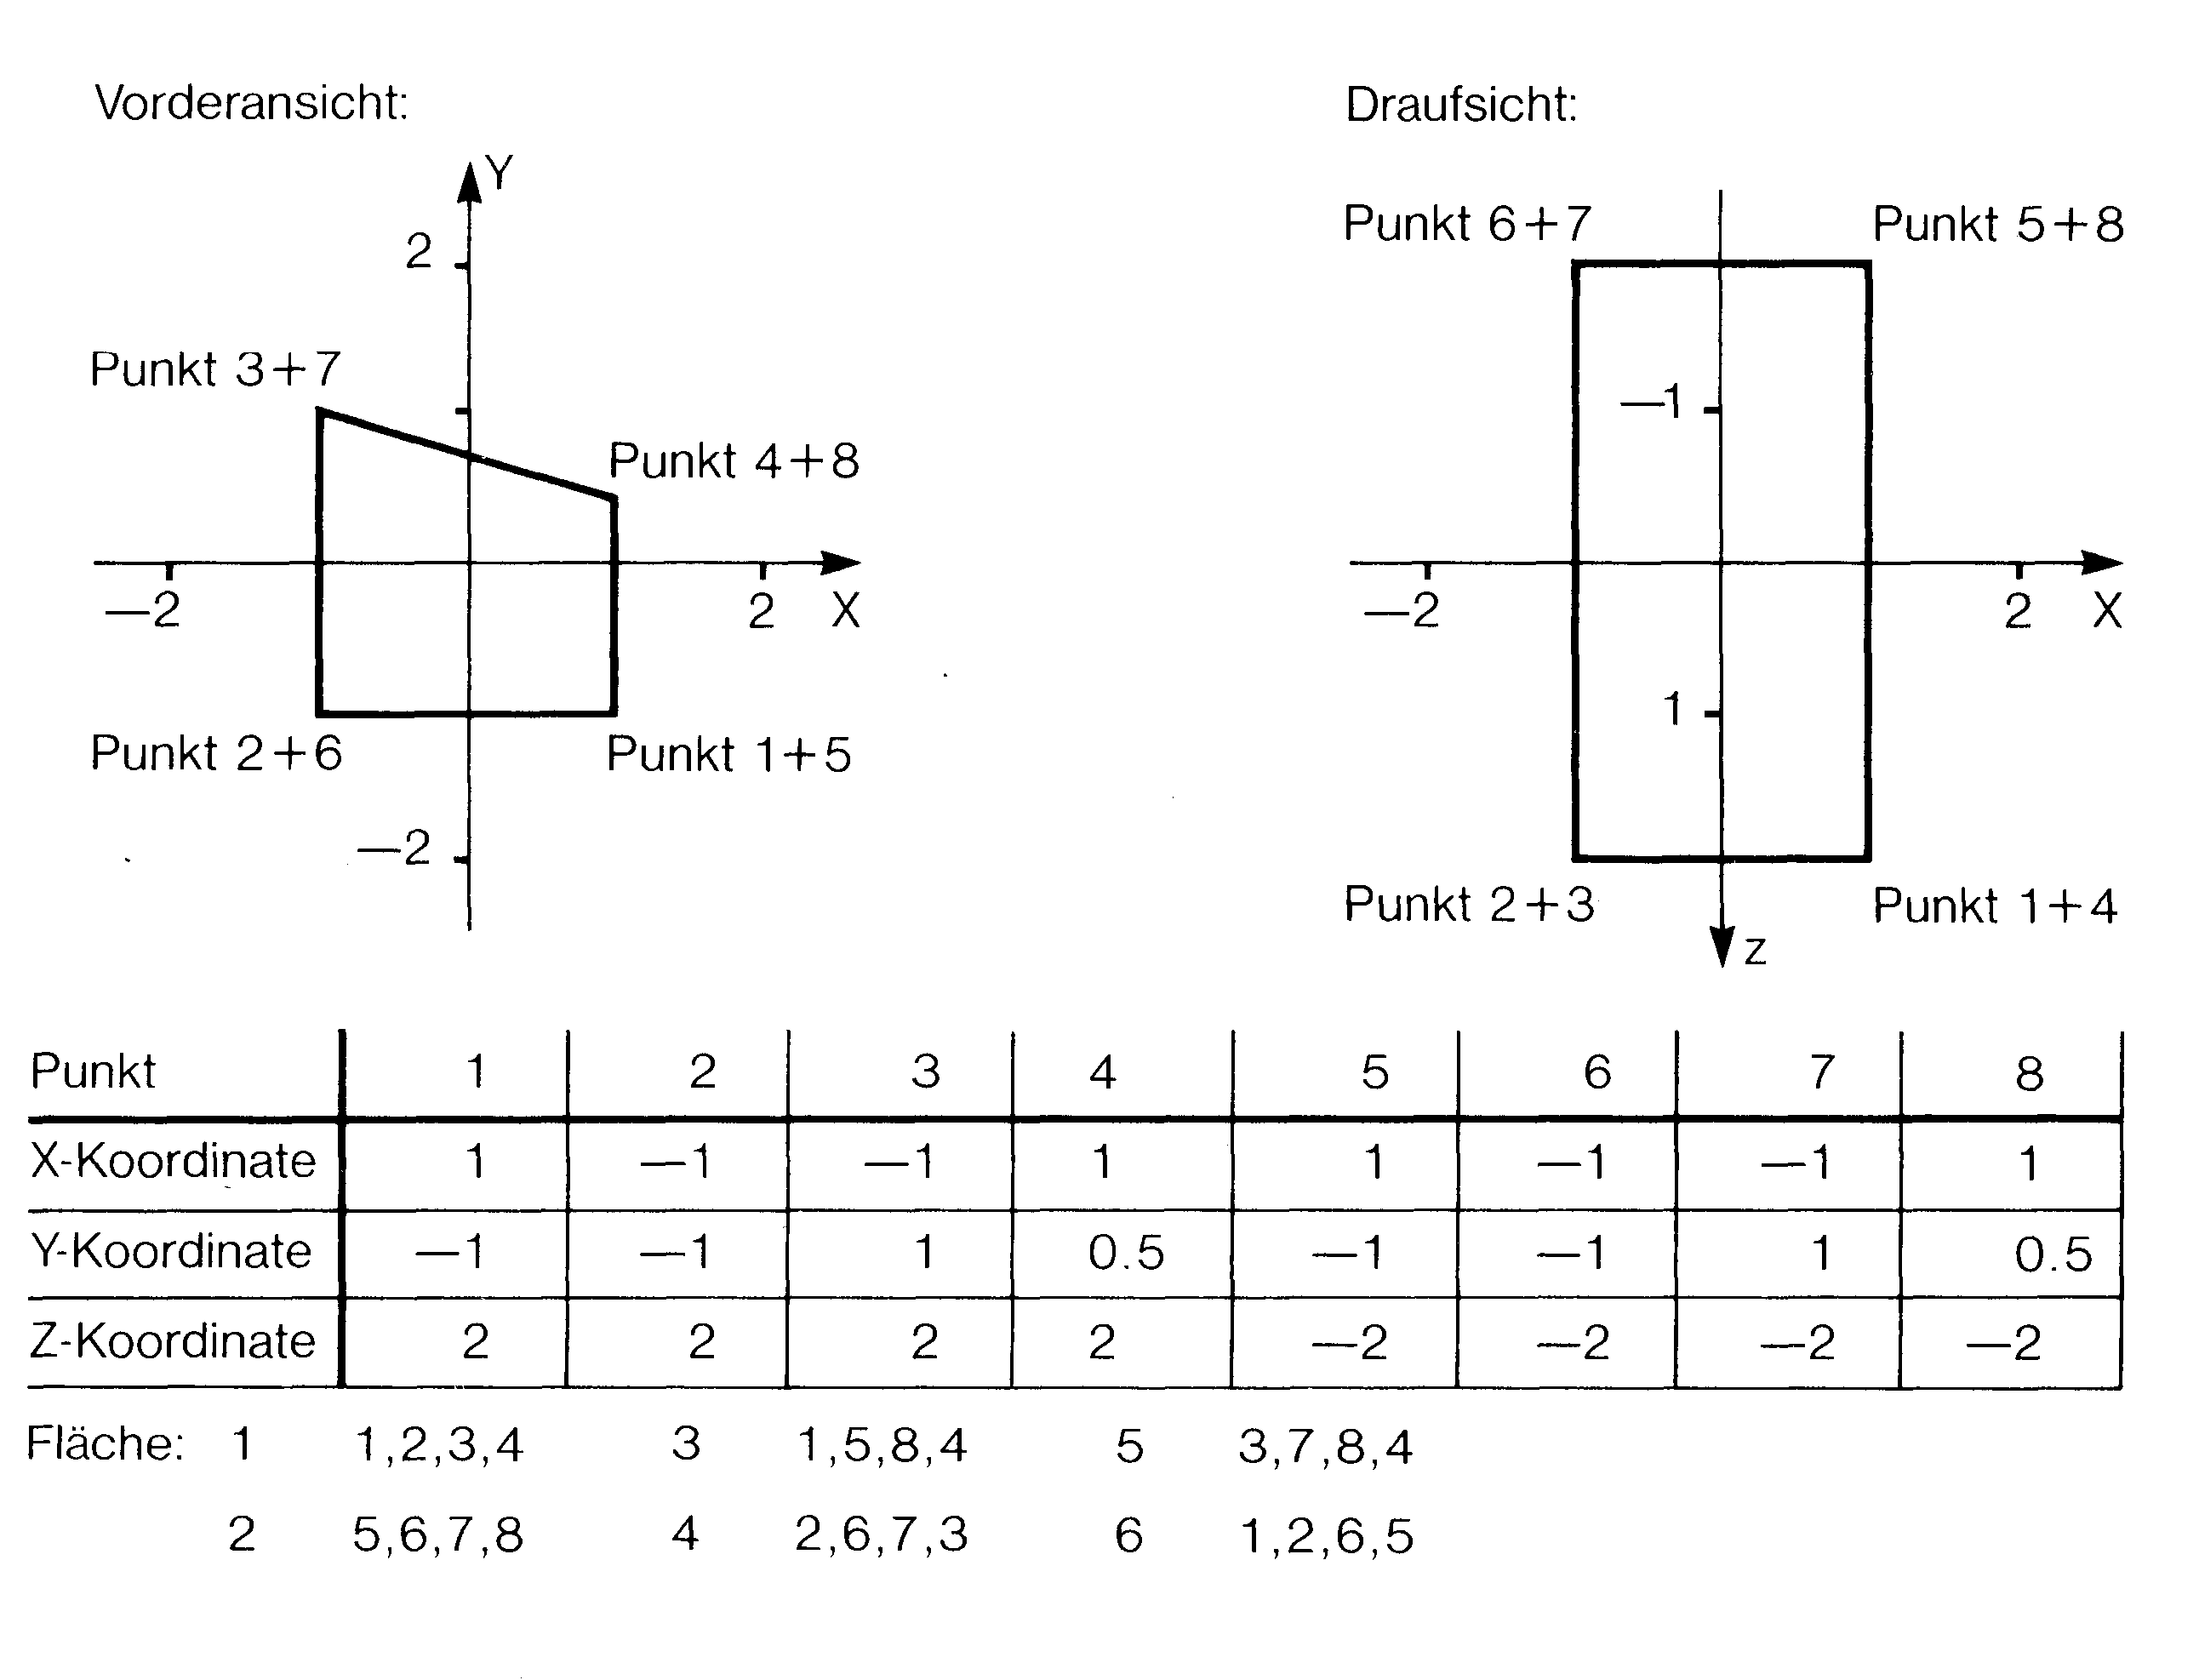 Vorderansicht:
Y
2
Punkt 3+7
Punkt 4+8
—2
2
X
Punkt 2+6
Punkt 1+5
—2
Draufsicht:
Punkt 6+7
Punkt 5+8
—1
—2
2
X
1
Punkt 2+3
Punkt 1+4
z
Punkt 1 2 3 4 5 6 7 8
X-Koordinate 1 —1 —1 1 1 —1 —1 1
Y-Koordinate —1 —1 1 0.5 —1 —1 1 0.5
Z-Koordinate 2 2 2 2 —2 —2 —2 —2
Fläche: 1 1,2,3,4 3 1,5,8,4 5 3,7,8,4
2 5,6,7,8 4 2,6,7,3 6 1,2,6,5